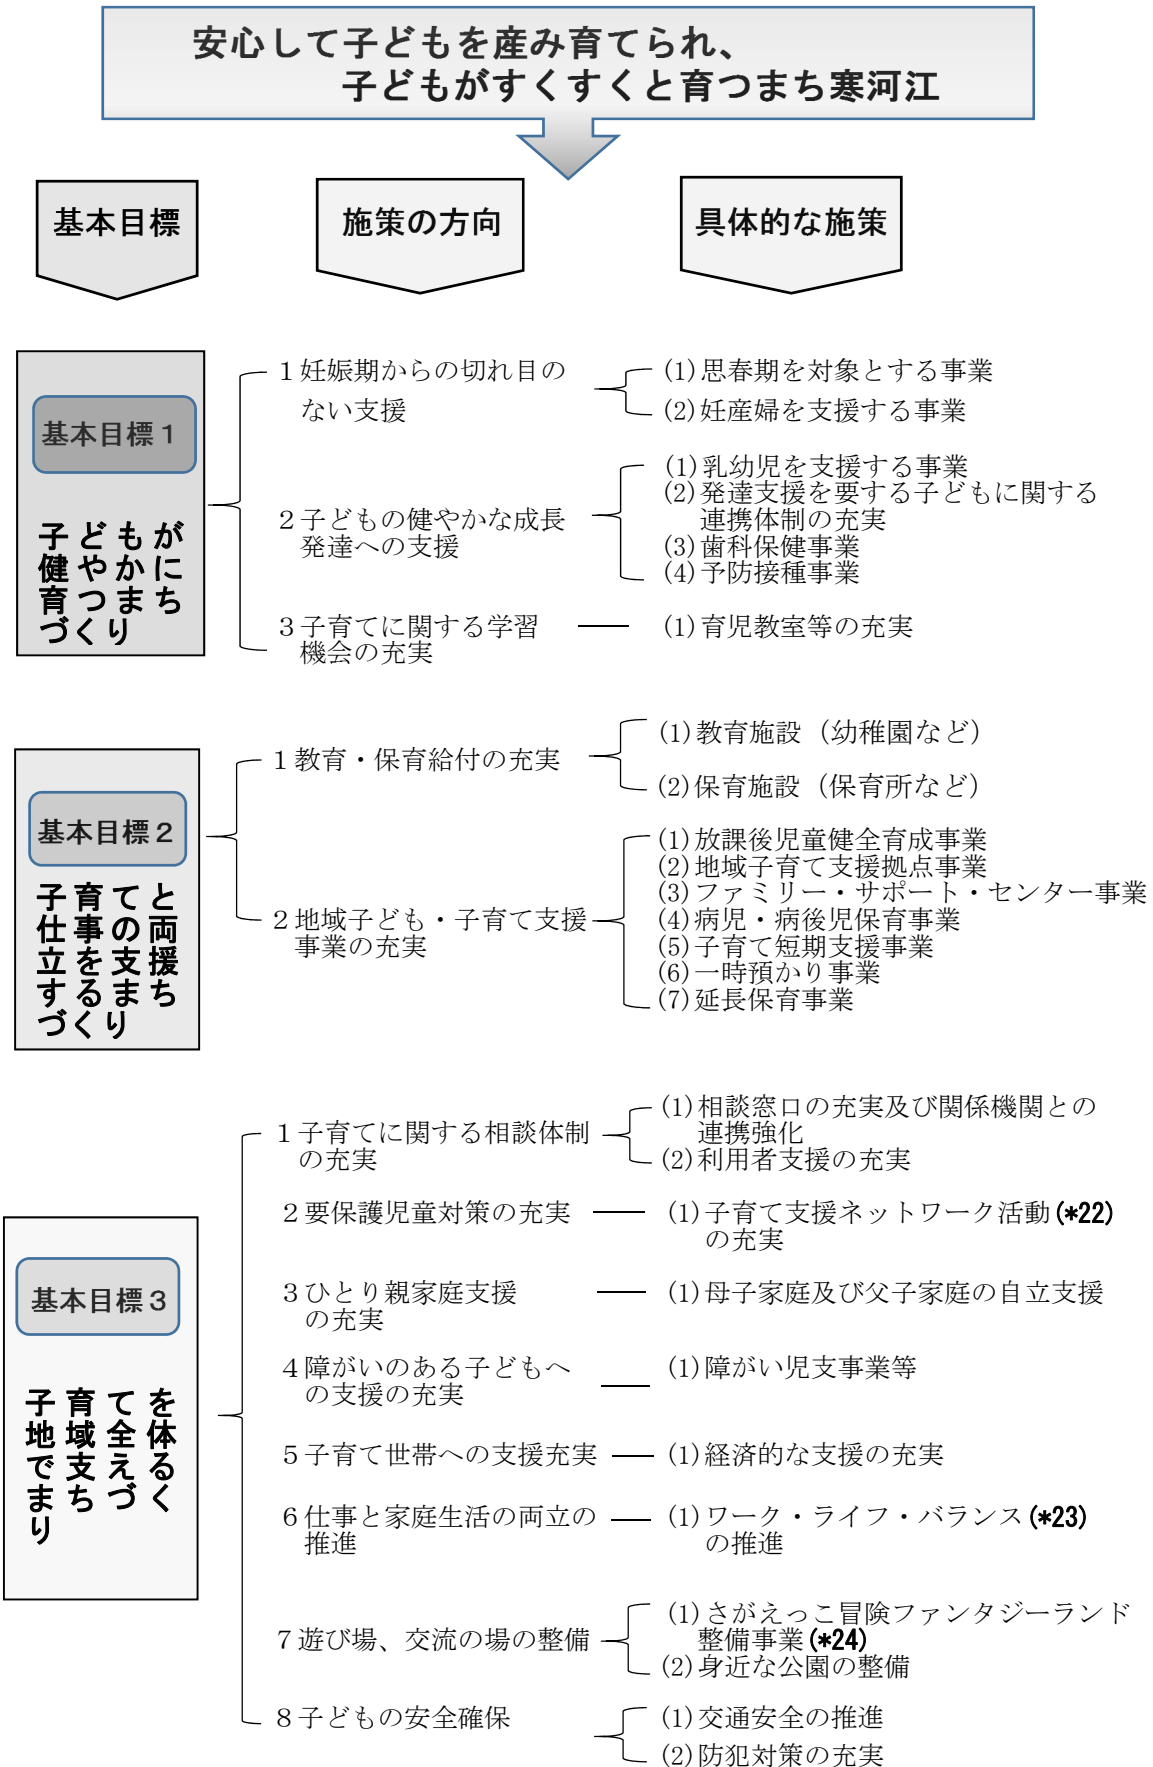 安心して子どもを産み育てられ、
子どもがすくすくと育つまち寒河江
基本目標
施策の方向
具体的な施策
基本目標１
子どもが
健やかに
育つまち
づくり
１妊娠期からの切れ目の
ない支援
(1)思春期を対象とする事業
(2)妊産婦を支援する事業
２子どもの健やかな成長
発達への支援
(1)乳幼児を支援する事業
(2)発達支援を要する子どもに関する
連携体制の充実
(3)歯科保健事業
(4)予防接種事業
３子育てに関する学習
機会の充実
(1)育児教室等の充実
基本目標２
子育てと
仕事の両
立を支援
するまち
づくり
１教育・保育給付の充実
(1)教育施設（幼稚園など）
(2)保育施設（保育所など）
２地域子ども・子育て支援
事業の充実
(1)放課後児童健全育成事業
(2)地域子育て支援拠点事業
(3)ファミリー・サポート・センター事業
(4)病児・病後児保育事業
(5)子育て短期支援事業
(6)一時預かり事業
(7)延長保育事業
基本目標３
子育てを
地域全体
で支える
まちづく
り
１子育てに関する相談体制
の充実
(1)相談窓口の充実及び関係機関との
連携強化
(2)利用者支援の充実
２要保護児童対策の充実
(1)子育て支援ネットワーク活動(*22)
の充実
３ひとり親家庭支援
の充実
(1)母子家庭及び父子家庭の自立支援
４障がいのある子どもへ
の支援の充実
(1)障がい児支事業等
５子育て世帯への支援充実
(1)経済的な支援の充実
６仕事と家庭生活の両立の
推進
(1)ワーク・ライフ・バランス(*23)
の推進
７遊び場、交流の場の整備
(1)さがえっこ冒険ファンタジーランド
整備事業(*24)
(2)身近な公園の整備
８子どもの安全確保
(1)交通安全の推進
(2)防犯対策の充実